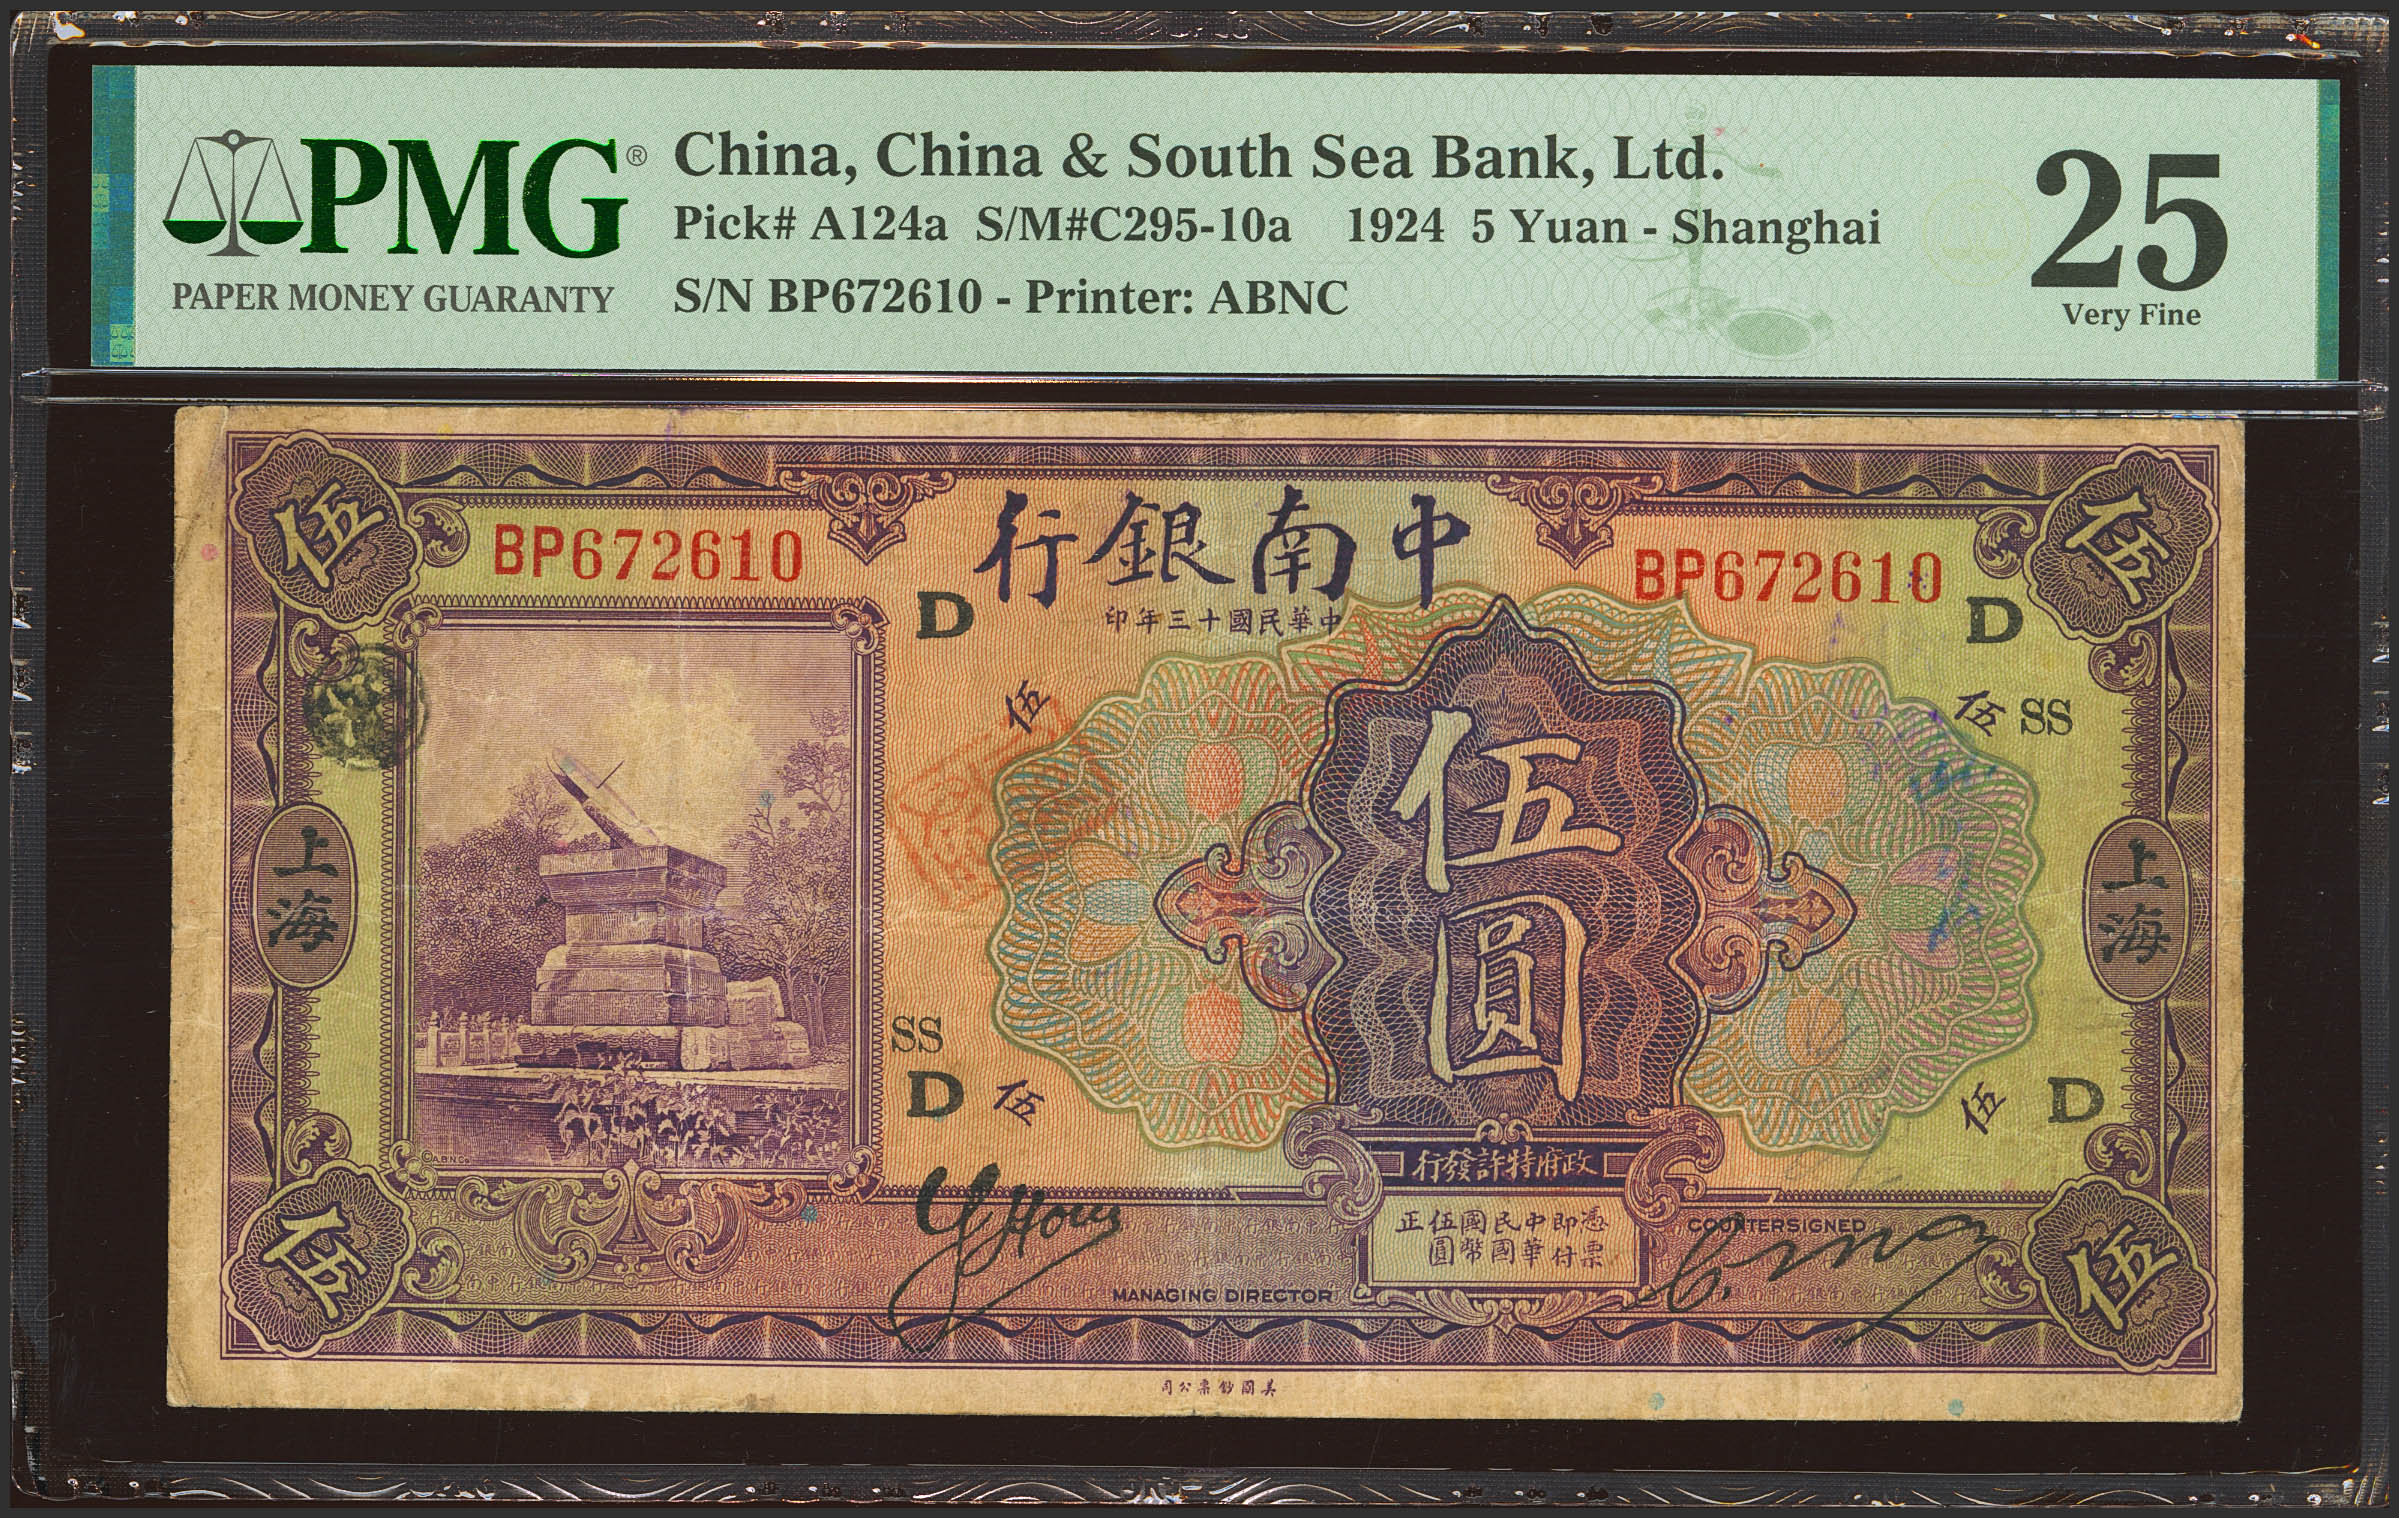 PMG®
PAPER MONEY GUARANTY
China, China & South Sea Bank, Ltd.
Pick# A124a S/M#C295-10a 1924 5 Yuan - Shanghai
S/N BP672610 - Printer: ABNC
25
Very Fine
伍
伍
BP672610
中南銀行
BP672610
中華民國十三年印
D
D
伍
伍 SS
伍圓
上海
上海
SS
D
伍
伍
D
©A.B.N.Co.
政府特許發行
憑票即付中華民國國幣伍圓正
Y Hous
MANAGING DIRECTOR
COUNTERSIGNED
伍
伍
美國鈔票公司